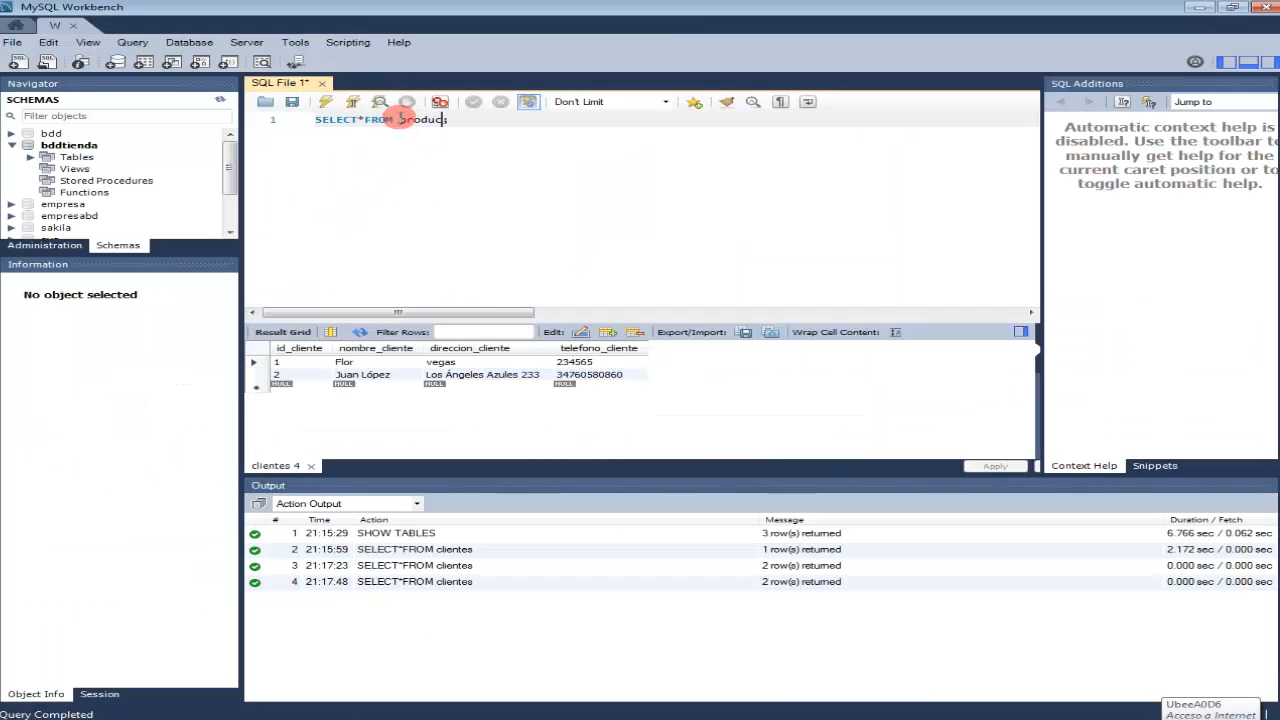 MySQL Workbench
W ×
File Edit View Query Database Server Tools Scripting Help
Navigator
SCHEMAS
Filter objects
bdd
bddtienda
Tables
Views
Stored Procedures
Functions
empresa
empresabd
sakila
Administration Schemas
Information
No object selected
Object Info Session
Query Completed
SQL File 1* ×
Don't Limit
1 SELECT*FROM produc;
Result Grid Filter Rows: Edit: Export/Import: Wrap Cell Content:
id_cliente nombre_cliente direccion_cliente telefono_cliente
1 Flor vegas 234565
2 Juan López Los Ángeles Azules 233 34760580860
NULL NULL NULL NULL
clientes 4 × Apply
SQL Additions
Jump to
Automatic context help is
disabled. Use the toolbar to
manually get help for the
current caret position or to
toggle automatic help.
Context Help Snippets
Output
Action Output
# Time Action Message Duration / Fetch
1 21:15:29 SHOW TABLES 3 row(s) returned 6.766 sec / 0.062 sec
2 21:15:59 SELECT*FROM clientes 1 row(s) returned 2.172 sec / 0.000 sec
3 21:17:23 SELECT*FROM clientes 2 row(s) returned 0.000 sec / 0.000 sec
4 21:17:48 SELECT*FROM clientes 2 row(s) returned 0.000 sec / 0.000 sec
UbeeA0D6
Acceso a Internet